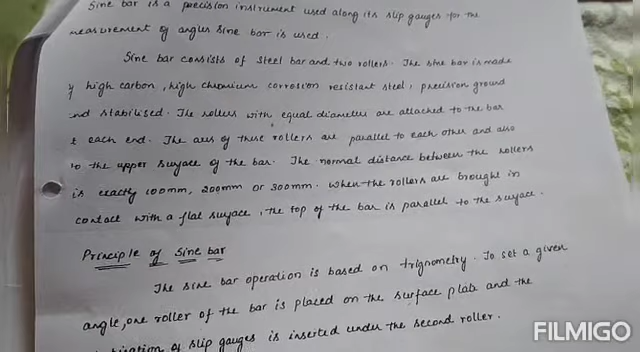 Sine bar is a precision instrument used along its slip gauges for the
measurement of angles sine bar is used.
Sine bar consists of steel bar and two rollers. The sine bar is made
of high carbon, high chromium corrosion resistant steel, precision ground
and stabilised. The rollers with equal diameter are attached to the bar
t each end. The axes of these rollers are parallel to each other and also
to the upper surface of the bar. The normal distance between the rollers
is exactly 100mm, 200mm or 300mm. When the rollers are brought in
contact with a flat surface, the top of the bar is parallel to the surface.
Principle of Sine bar
The sine bar operation is based on trignometry. To set a given
angle, one roller of the bar is placed on the surface plate and the
of slip gauges is inserted under the second roller.
FILMIGO